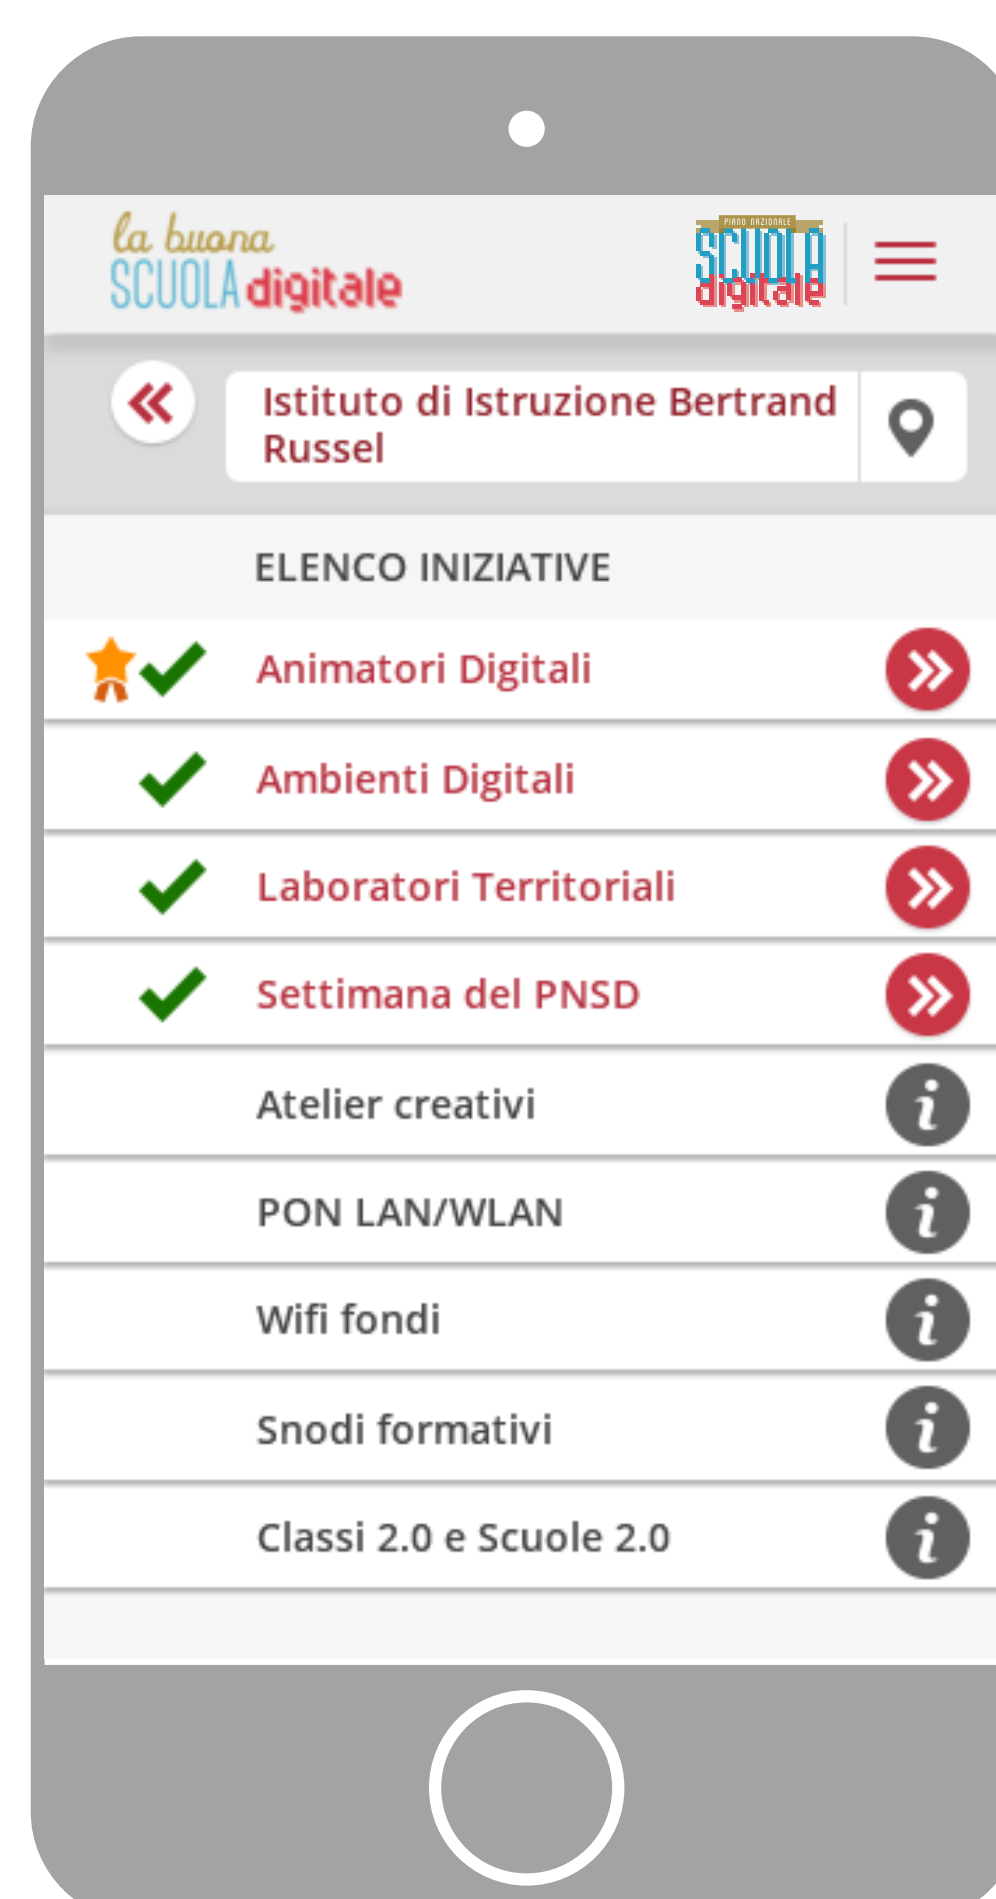 la buona
SCUOLA digitale
PIANO NAZIONALE
SCUOLA
digitale
Istituto di Istruzione Bertrand
Russel
ELENCO INIZIATIVE
Animatori Digitali
Ambienti Digitali
Laboratori Territoriali
Settimana del PNSD
Atelier creativi
PON LAN/WLAN
Wifi fondi
Snodi formativi
Classi 2.0 e Scuole 2.0